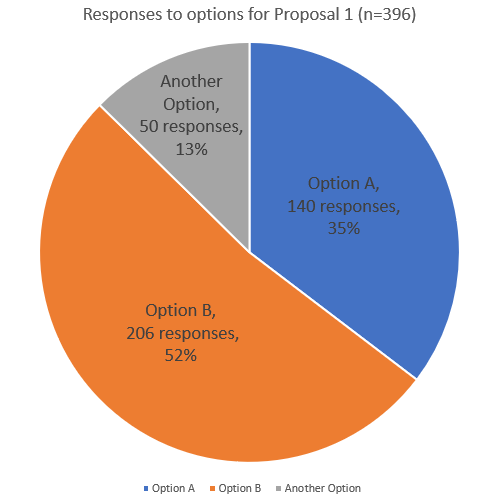 Responses to options for Proposal 1 (n=396)
Another
Option,
50 responses,
13%
Option A,
140 responses,
35%
Option B,
206 responses,
52%
Option A Option B Another Option